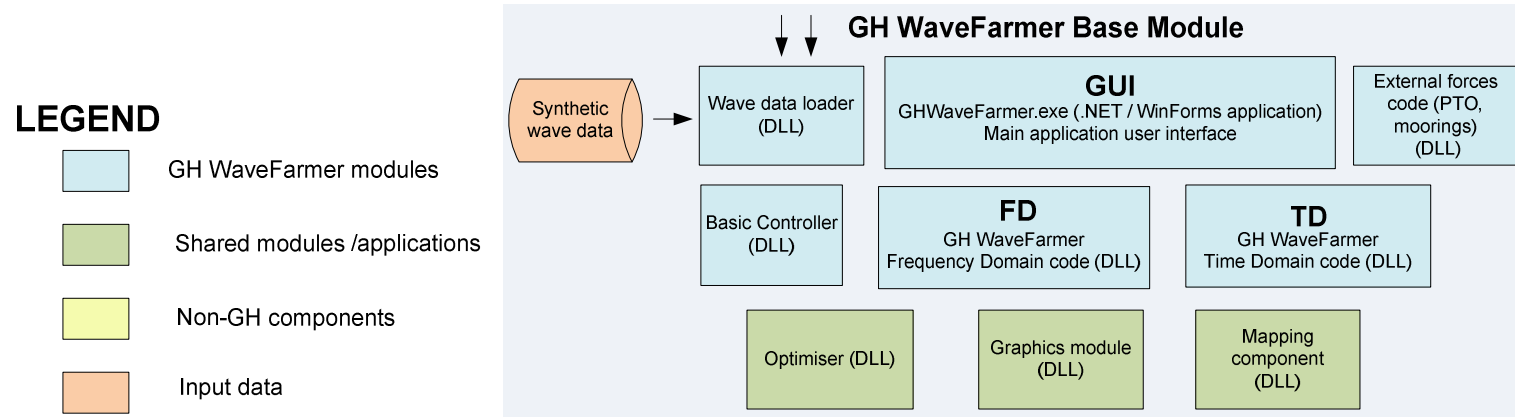 LEGEND
GH WaveFarmer modules
Shared modules /applications
Non-GH components
Input data
GH WaveFarmer Base Module
Synthetic
wave data
Wave data loader
(DLL)
GUI
GHWaveFarmer.exe (.NET / WinForms application)
Main application user interface
External forces
code (PTO,
moorings)
(DLL)
Basic Controller
(DLL)
FD
GH WaveFarmer
Frequency Domain code (DLL)
TD
GH WaveFarmer
Time Domain code (DLL)
Optimiser (DLL)
Graphics module
(DLL)
Mapping
component
(DLL)